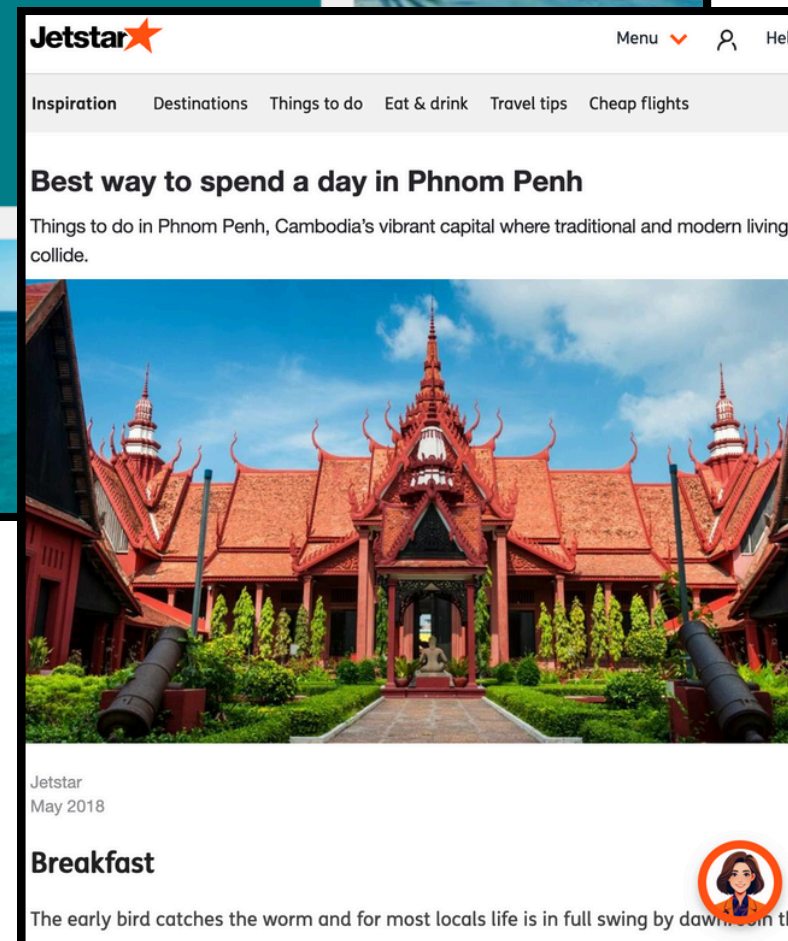 Jetstar
Menu
Inspiration Destinations Things to do Eat & drink Travel tips Cheap flights
Best way to spend a day in Phnom Penh
Things to do in Phnom Penh, Cambodia's vibrant capital where traditional and modern living
collide.
Jetstar
May 2018
Breakfast
The early bird catches the worm and for most locals life is in full swing by